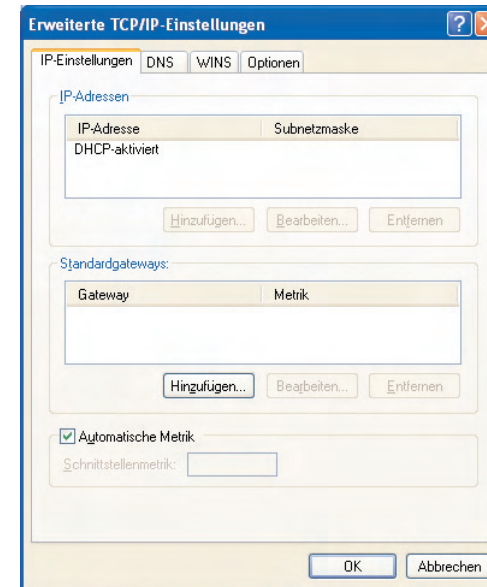 Erweiterte TCP/IP-Einstellungen
IP-Einstellungen DNS WINS Optionen
IP-Adressen
IP-Adresse Subnetzmaske
DHCP-aktiviert
Hinzufügen... Bearbeiten... Entfernen
Standardgateways:
Gateway Metrik
Hinzufügen... Bearbeiten... Entfernen
Automatische Metrik
Schnittstellenmetrik:
OK Abbrechen